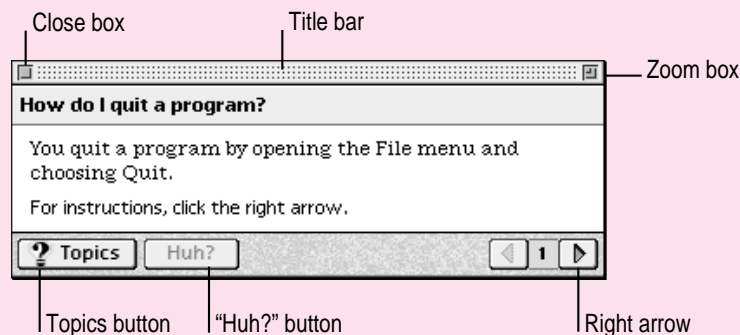 Close box
Title bar
Zoom box
How do I quit a program?
You quit a program by opening the File menu and
choosing Quit.
For instructions, click the right arrow.
Topics
Huh?
1
Topics button
“Huh?” button
Right arrow